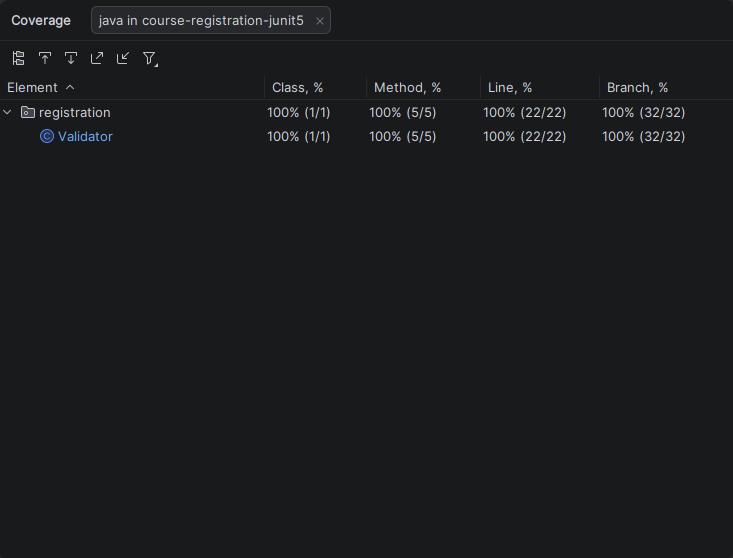 Coverage java in course-registration-junit5
Element Class, % Method, % Line, % Branch, %
registration 100% (1/1) 100% (5/5) 100% (22/22) 100% (32/32)
C Validator 100% (1/1) 100% (5/5) 100% (22/22) 100% (32/32)